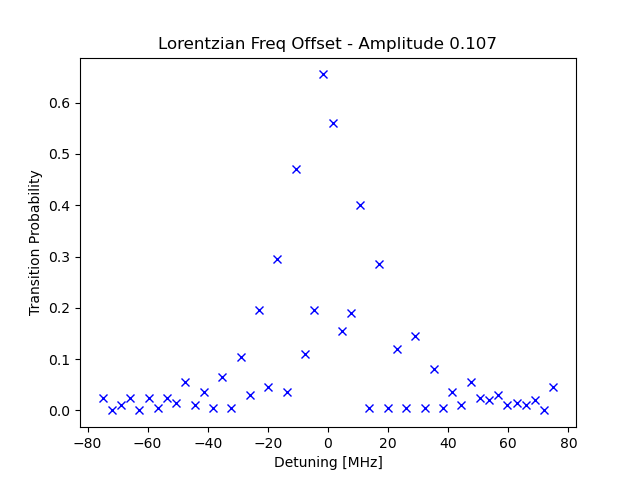 Lorentzian Freq Offset - Amplitude 0.107
Transition Probability
0.6
0.5
0.4
0.3
0.2
0.1
0.0
−80 −60 −40 −20 0 20 40 60 80
Detuning [MHz]